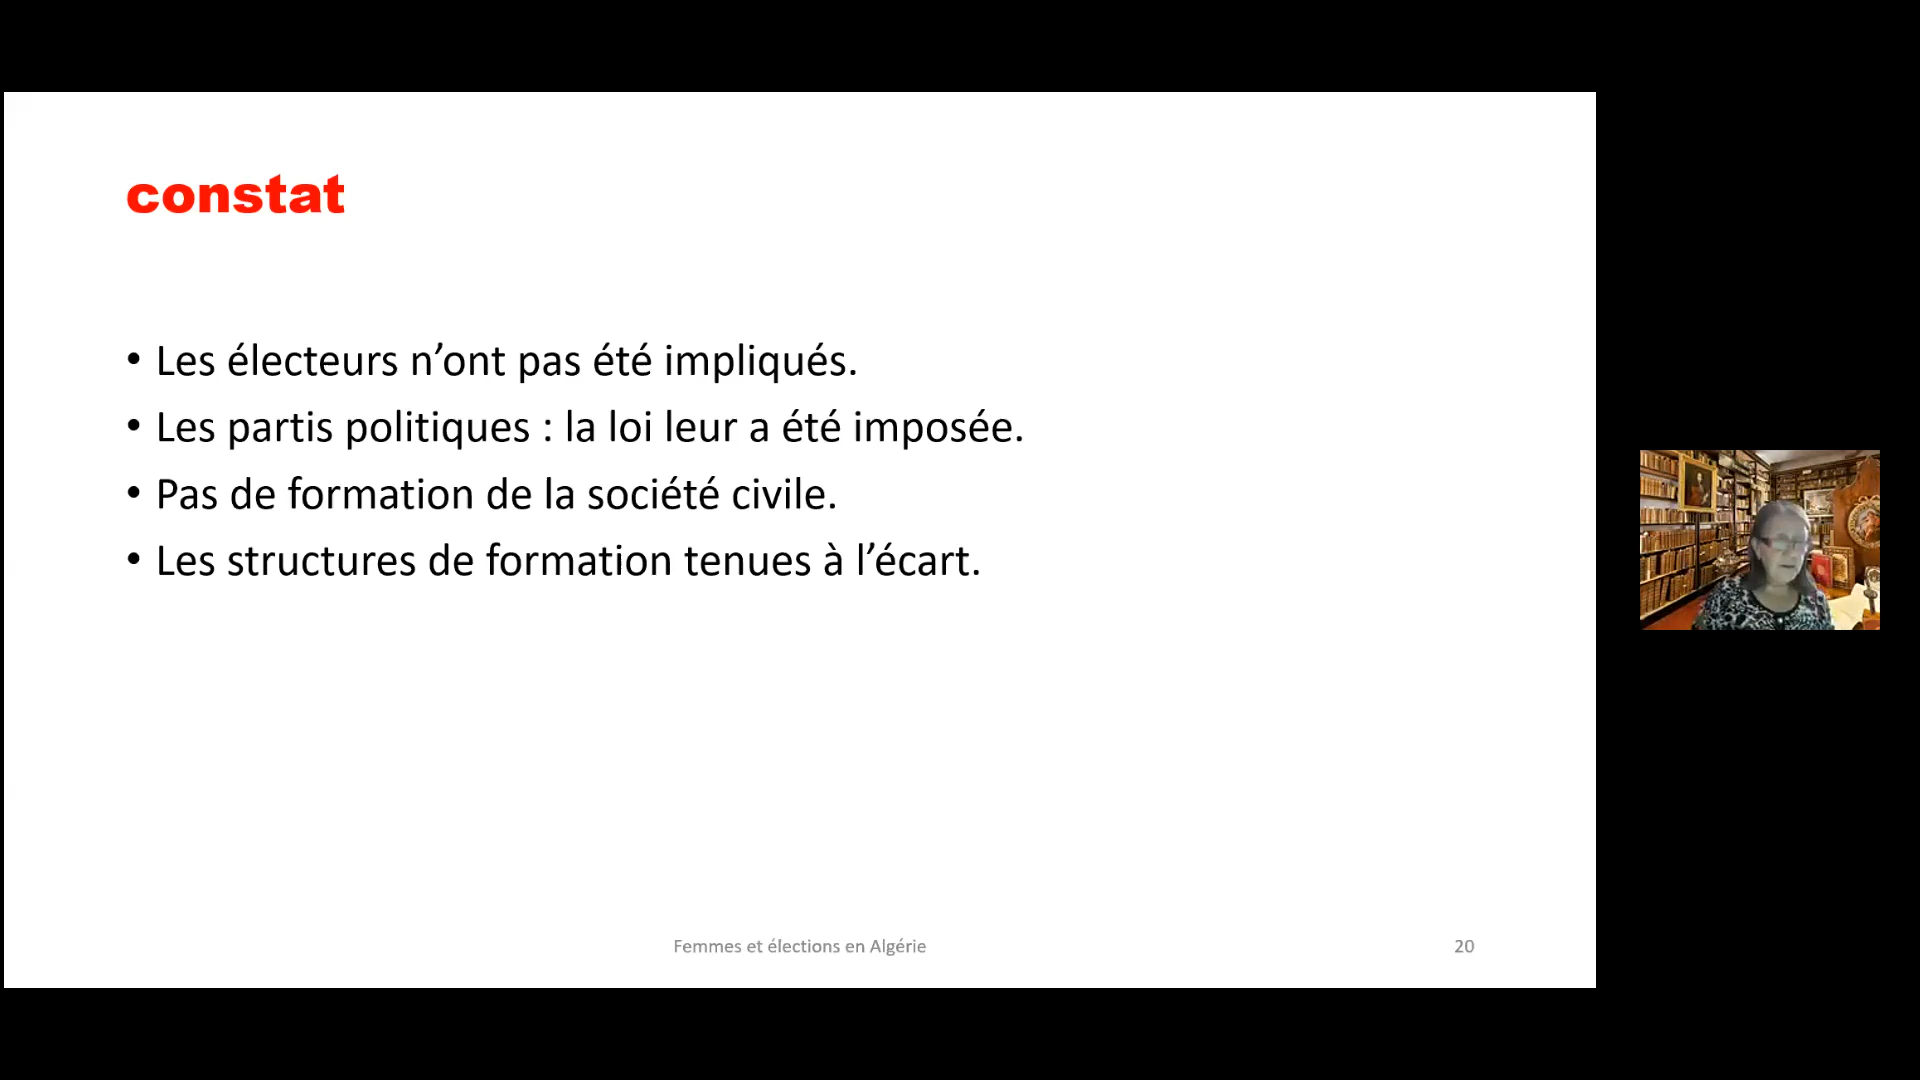 constat
• Les électeurs n’ont pas été impliqués.
• Les partis politiques : la loi leur a été imposée.
• Pas de formation de la société civile.
• Les structures de formation tenues à l’écart.
Femmes et élections en Algérie
20